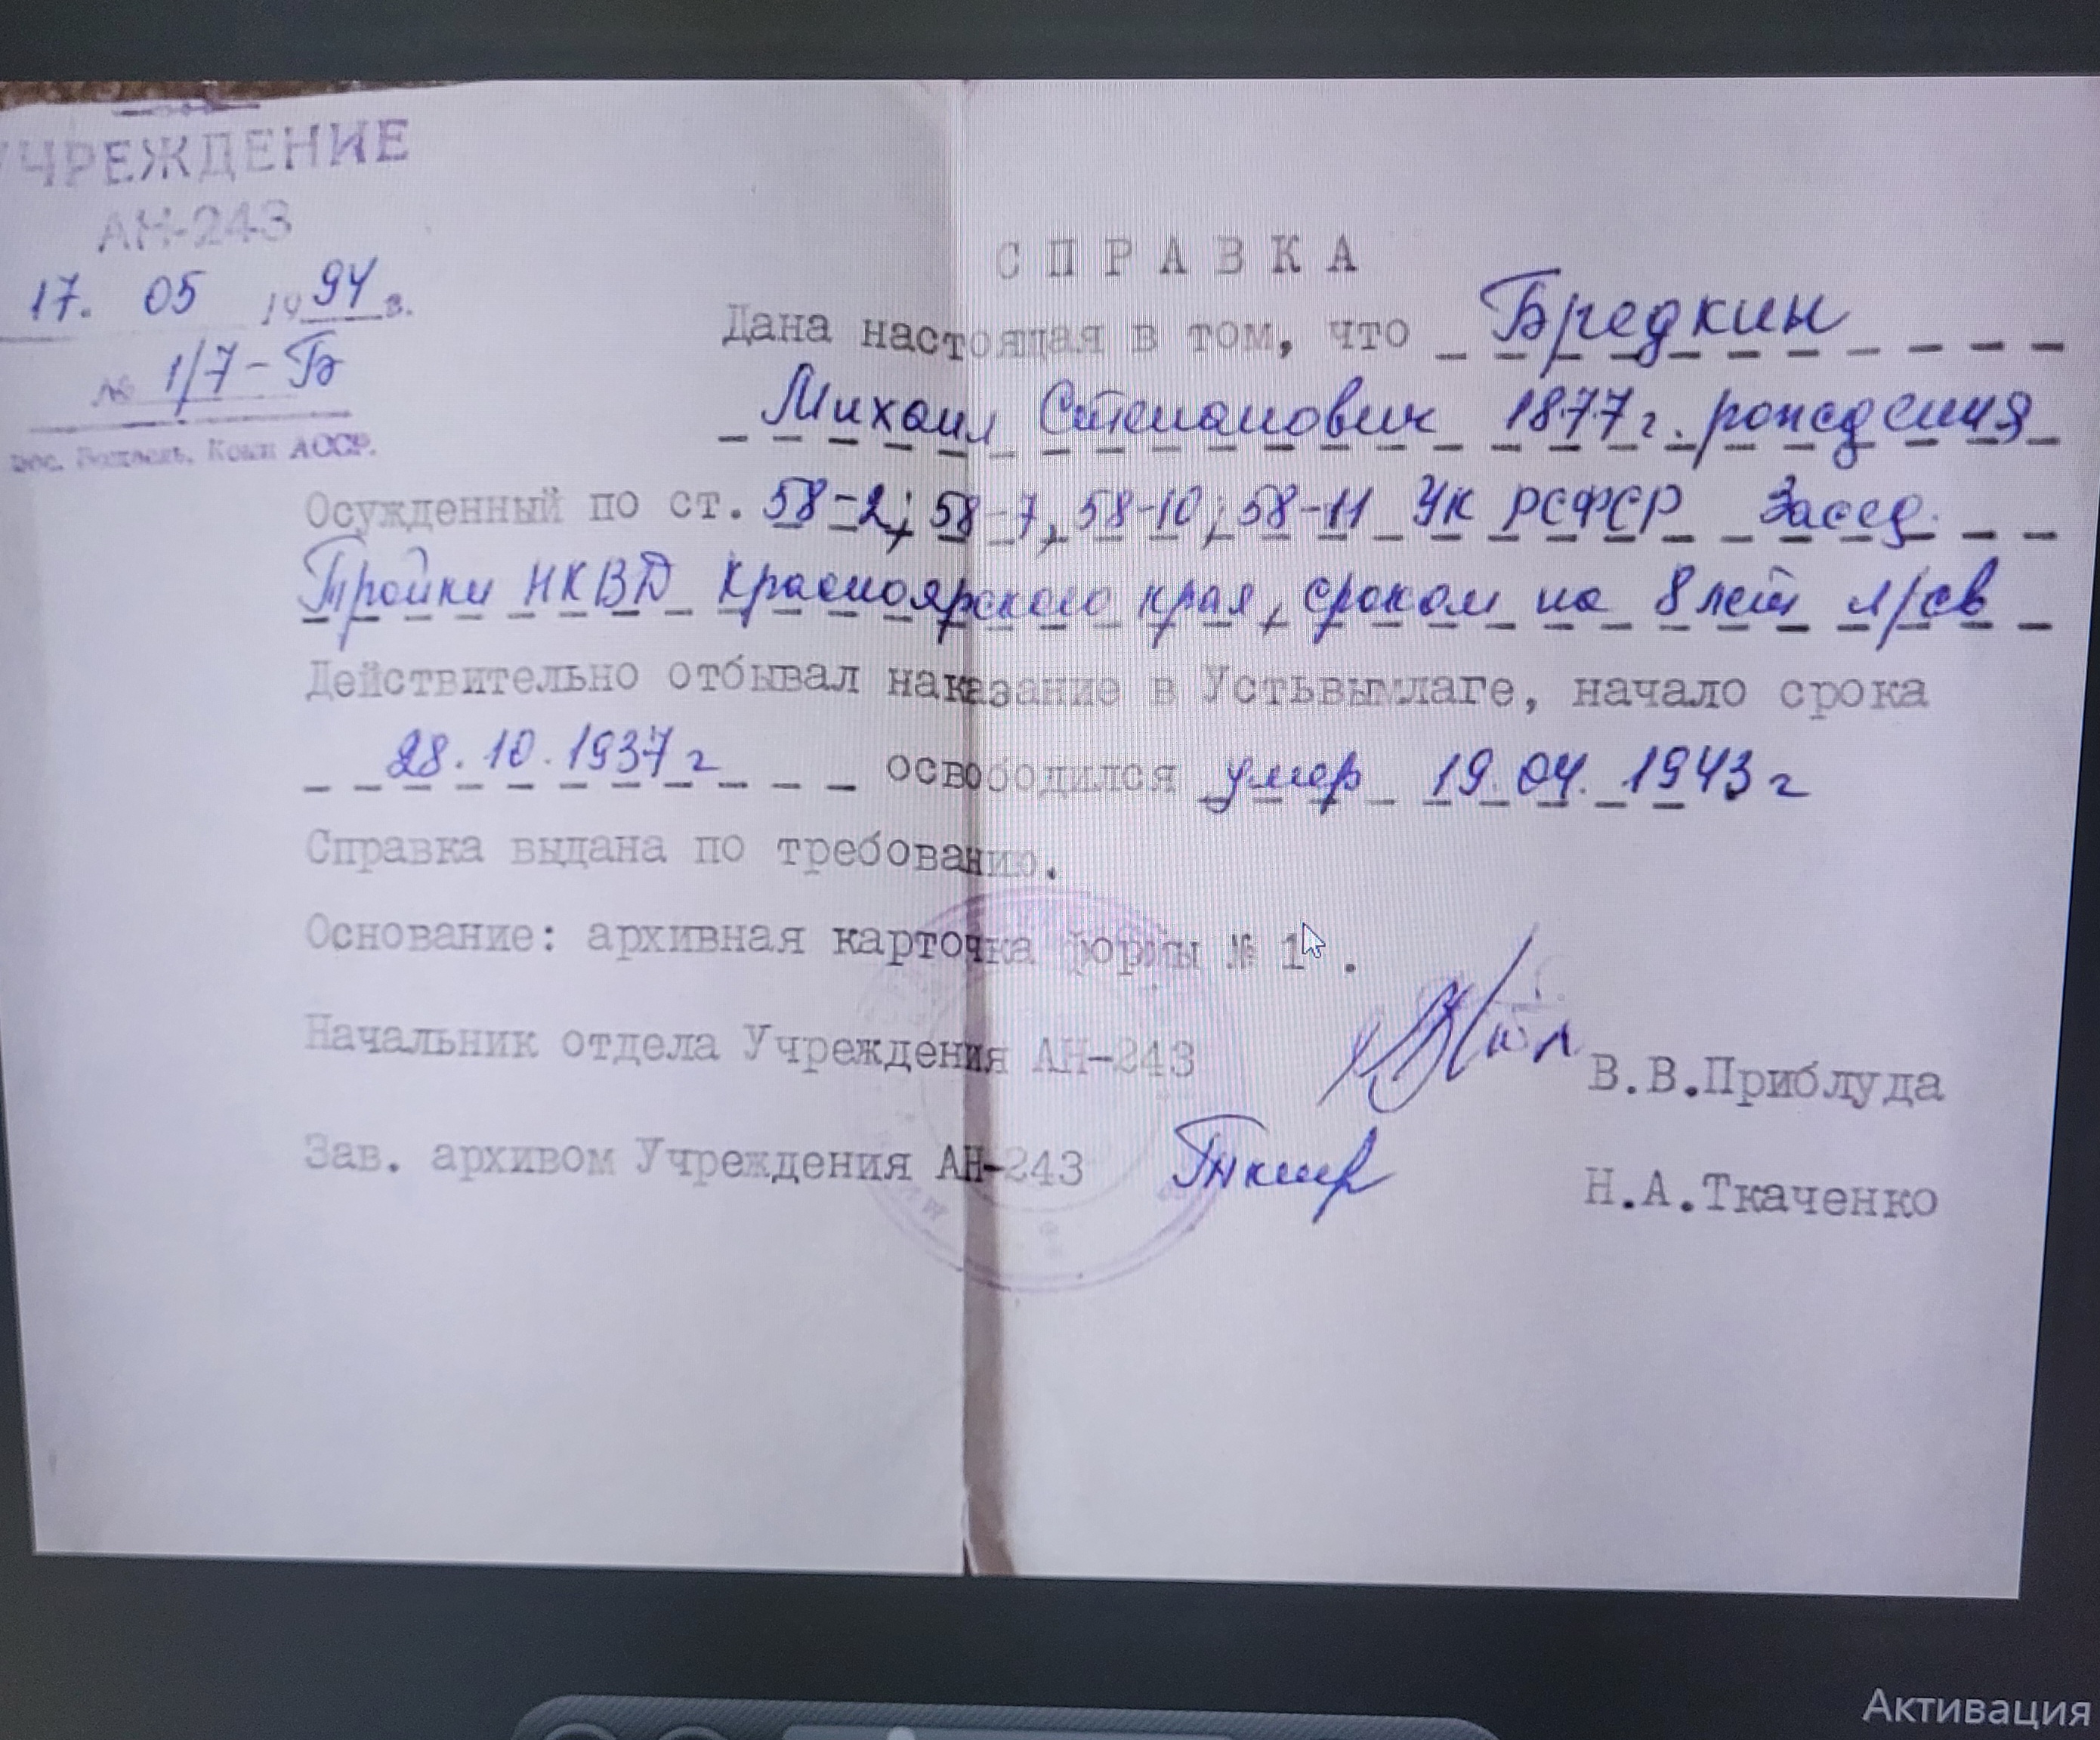 УЧРЕЖДЕНИЕ
АН-243
17. 05 1994 г.
№ 1/7-Б
пос. Вожаель, Коми АССР.
СПРАВКА
Дана настоящая в том, что Бредкин
Михаил Степанович 1877 г. рождения
Осужденный по ст. 58-2; 58-7, 58-10; 58-11 УК РСФСР Засед.
Тройки НКВД Красноярского края, сроком на 8 лет л/св
Действительно отбывал наказание в Устьвымлаге, начало срока
28.10.1937 г освободился умер 19.04.1943 г
Справка выдана по требованию.
Основание: архивная карточка формы № 1.
Начальник отдела Учреждения АН-243
В.В.Приблуда
Зав. архивом Учреждения АН-243
Н.А.Ткаченко
Активация